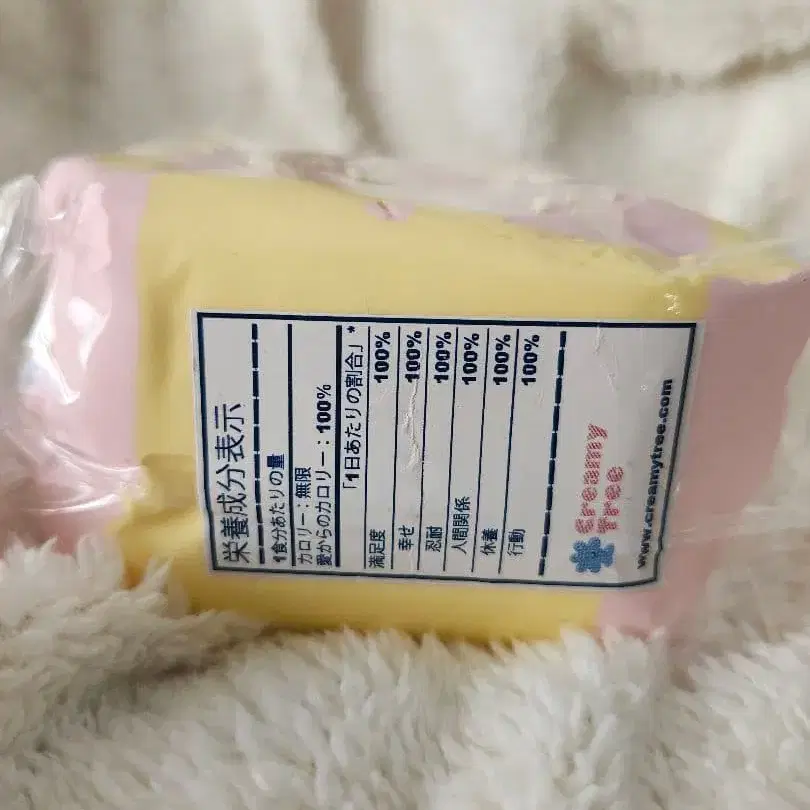 栄養成分表示
1食分あたりの量
カロリー：無限
愛からのカロリー：100%
「1日あたりの割合」*
満足度 100%
幸せ 100%
忍耐 100%
人間関係 100%
休養 100%
行動 100%
Creamy
Tree
www.creamytree.com